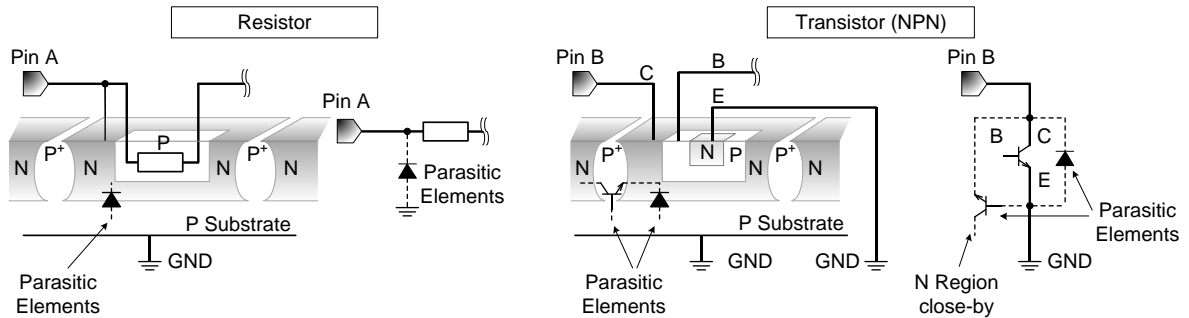 Resistor
Transistor (NPN)
Pin A
Pin A
N
P+
N
P
N
P+
N
Parasitic
Elements
P Substrate
GND
Parasitic
Elements
Pin B
C
B
E
N
P+
N
N
P
N
P+
N
P Substrate
GND
GND
Parasitic
Elements
Pin B
B
C
E
Parasitic
Elements
GND
N Region
close-by